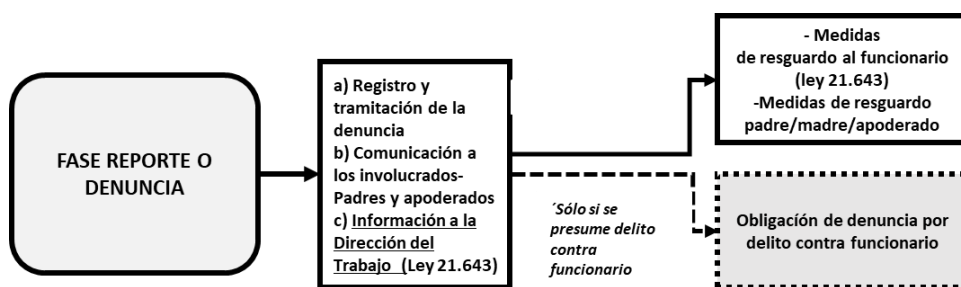 FASE REPORTE O
DENUNCIA
a) Registro y
tramitación de la
denuncia
b) Comunicación a
los involucrados-
Padres y apoderados
c) Información a la
Dirección del
Trabajo (Ley 21.643)
- Medidas
de resguardo al funcionario
(ley 21.643)
-Medidas de resguardo
padre/madre/apoderado
´Sólo si se
presume delito
contra
funcionario
Obligacíón de denuncia por
delito contra funcionario